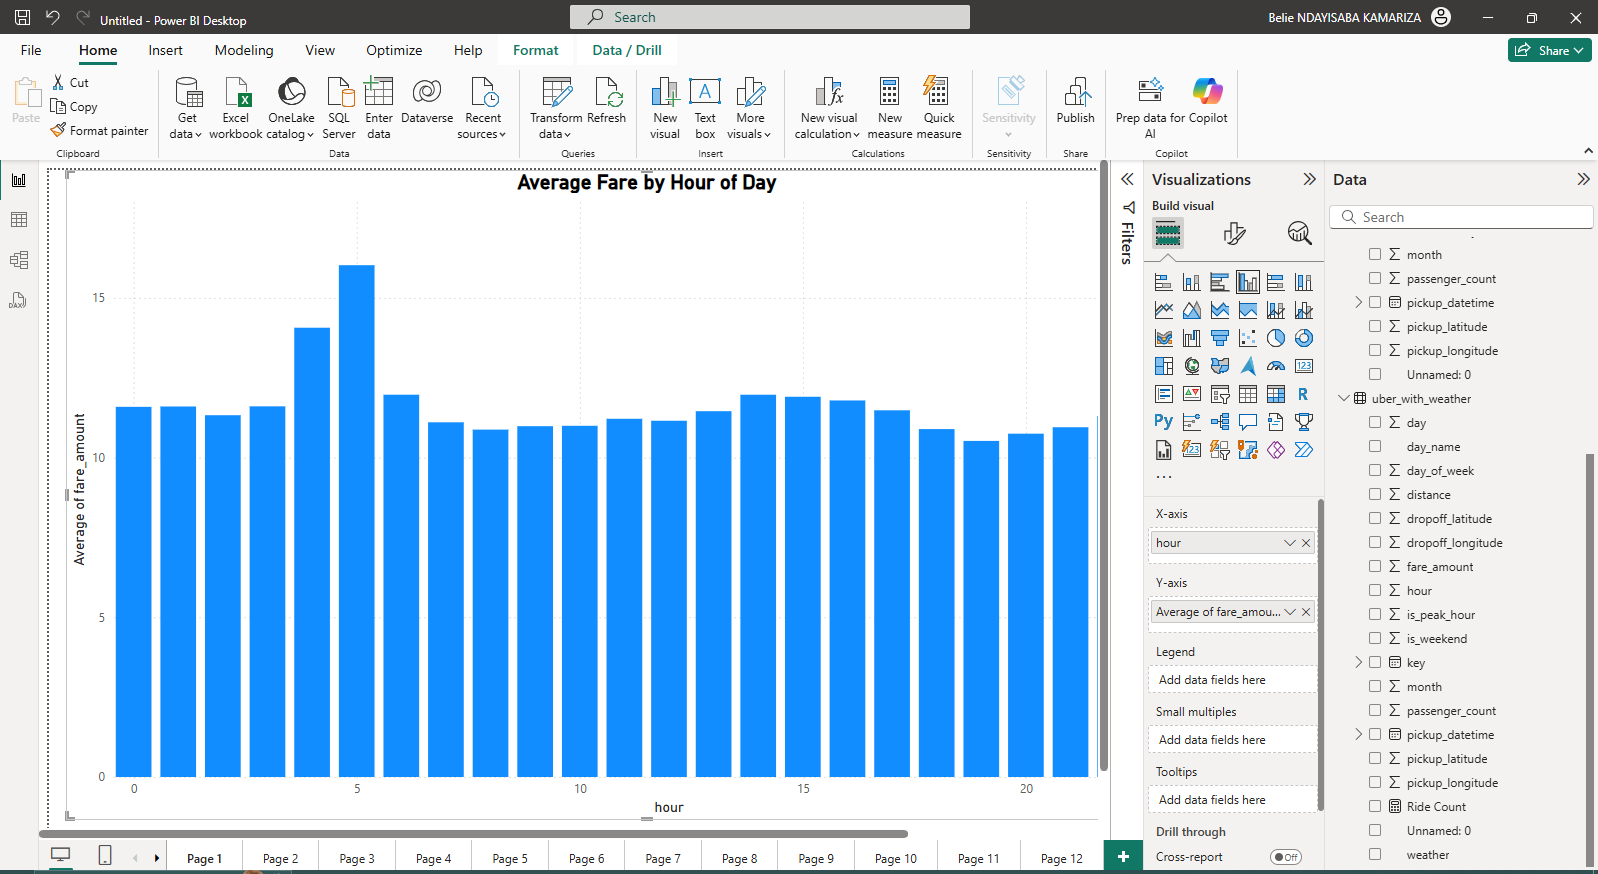 Untitled - Power BI Desktop
Search
Belie NDAYISABA KAMARIZA
File
Home
Insert
Modeling
View
Optimize
Help
Format
Data / Drill
Share
Paste
Cut
Copy
Format painter
Clipboard
Get data
Excel workbook
OneLake catalog
SQL Server
Enter data
Dataverse
Recent sources
Data
Transform data
Refresh
Queries
New visual
Text box
More visuals
Insert
New visual calculation
New measure
Quick measure
Calculations
Sensitivity
Sensitivity
Publish
Share
Prep data for AI
Copilot
Copilot
Average Fare by Hour of Day
Average of fare_amount
15
10
5
0
0
5
10
15
20
hour
Filters
Visualizations
Build visual
X-axis
hour
Y-axis
Average of fare_amou...
Legend
Add data fields here
Small multiples
Add data fields here
Tooltips
Add data fields here
Drill through
Cross-report
Off
Data
Search
month
passenger_count
pickup_datetime
pickup_latitude
pickup_longitude
Unnamed: 0
uber_with_weather
day
day_name
day_of_week
distance
dropoff_latitude
dropoff_longitude
fare_amount
hour
is_peak_hour
is_weekend
key
month
passenger_count
pickup_datetime
pickup_latitude
pickup_longitude
Ride Count
Unnamed: 0
weather
Page 1
Page 2
Page 3
Page 4
Page 5
Page 6
Page 7
Page 8
Page 9
Page 10
Page 11
Page 12